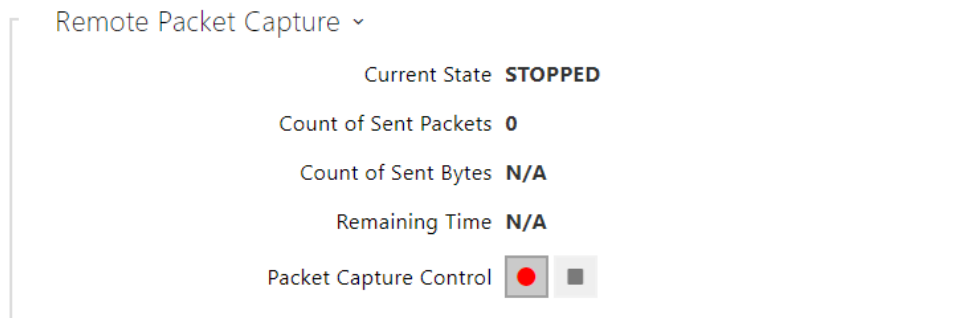 Remote Packet Capture
Current State STOPPED
Count of Sent Packets 0
Count of Sent Bytes N/A
Remaining Time N/A
Packet Capture Control